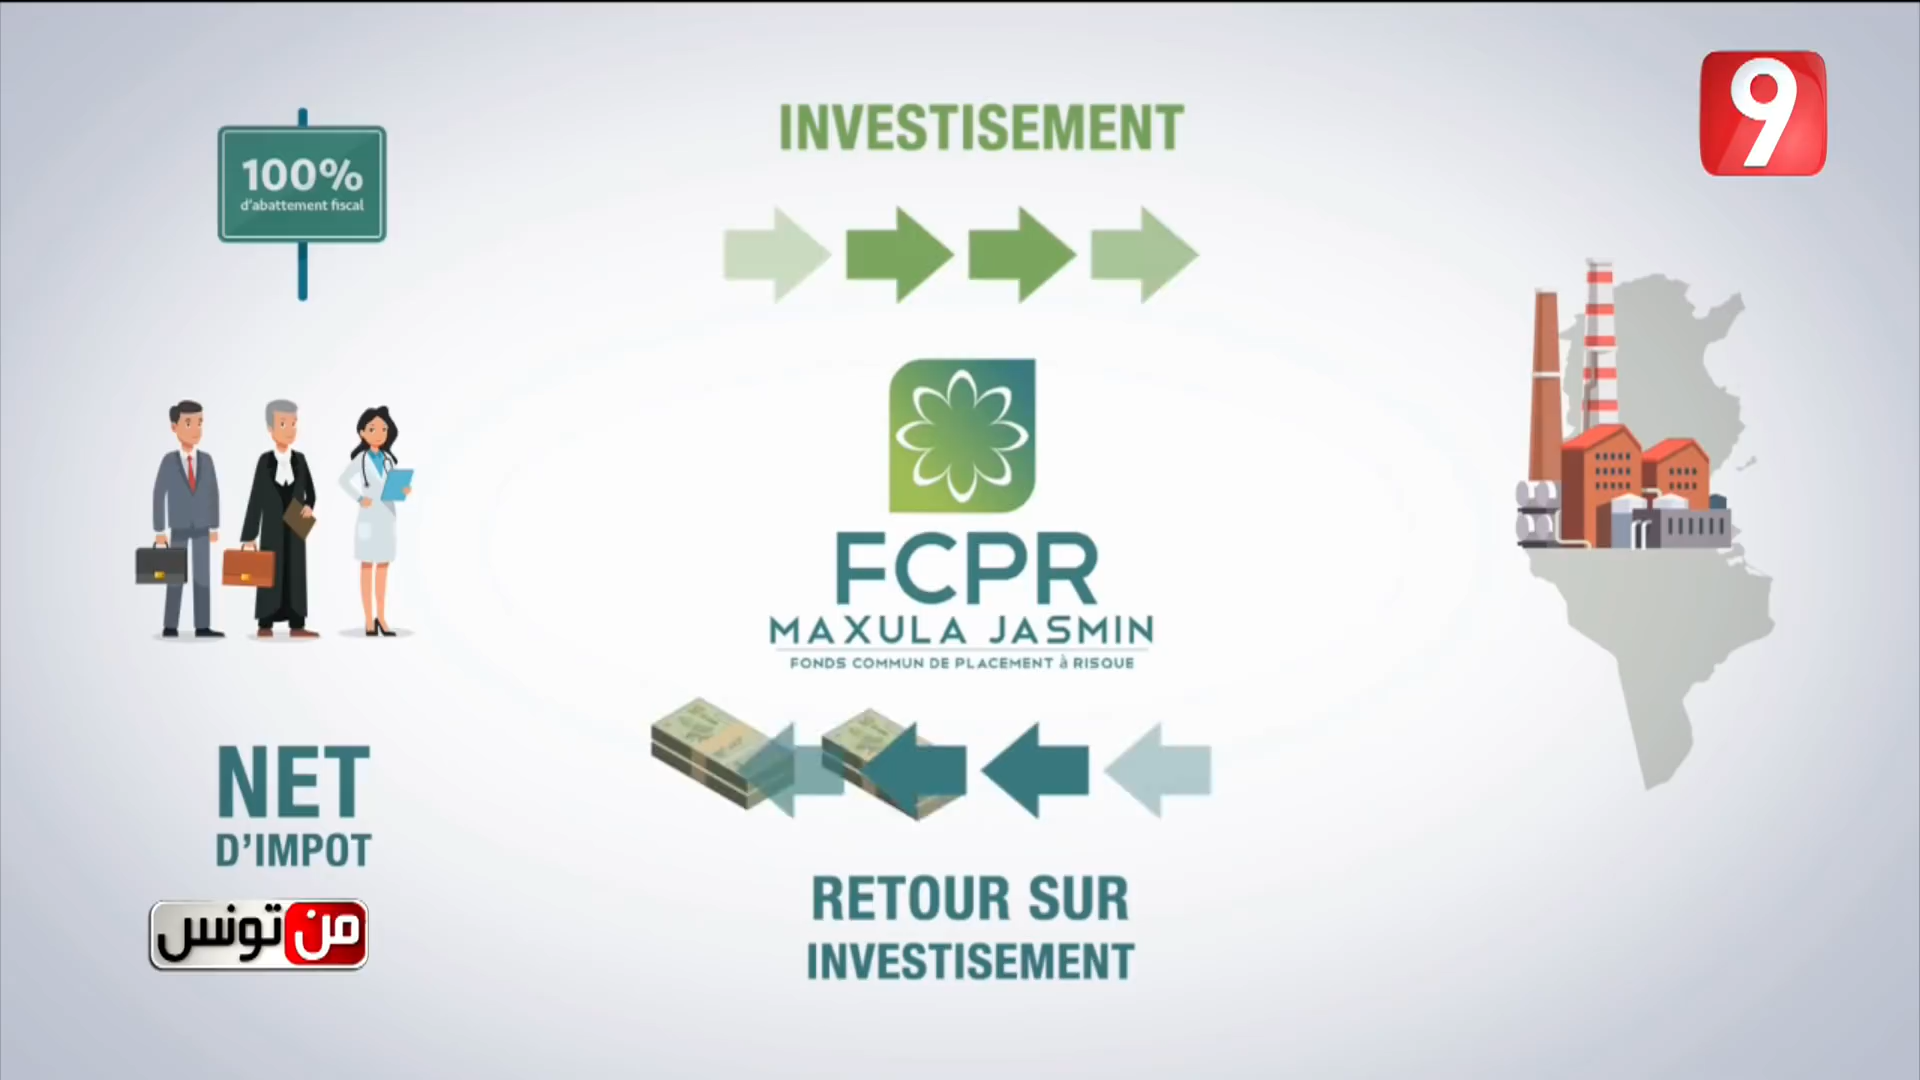 INVESTISEMENT
9
100%
d'abattement fiscal
FCPR
MAXULA JASMIN
FONDS COMMUN DE PLACEMENT à RISQUE
NET
D'IMPOT
من تونس
RETOUR SUR
INVESTISEMENT